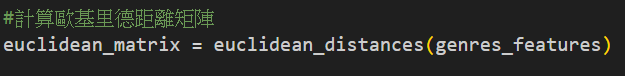 #計算歐基里德距離矩陣
euclidean_matrix = euclidean_distances(genres_features)